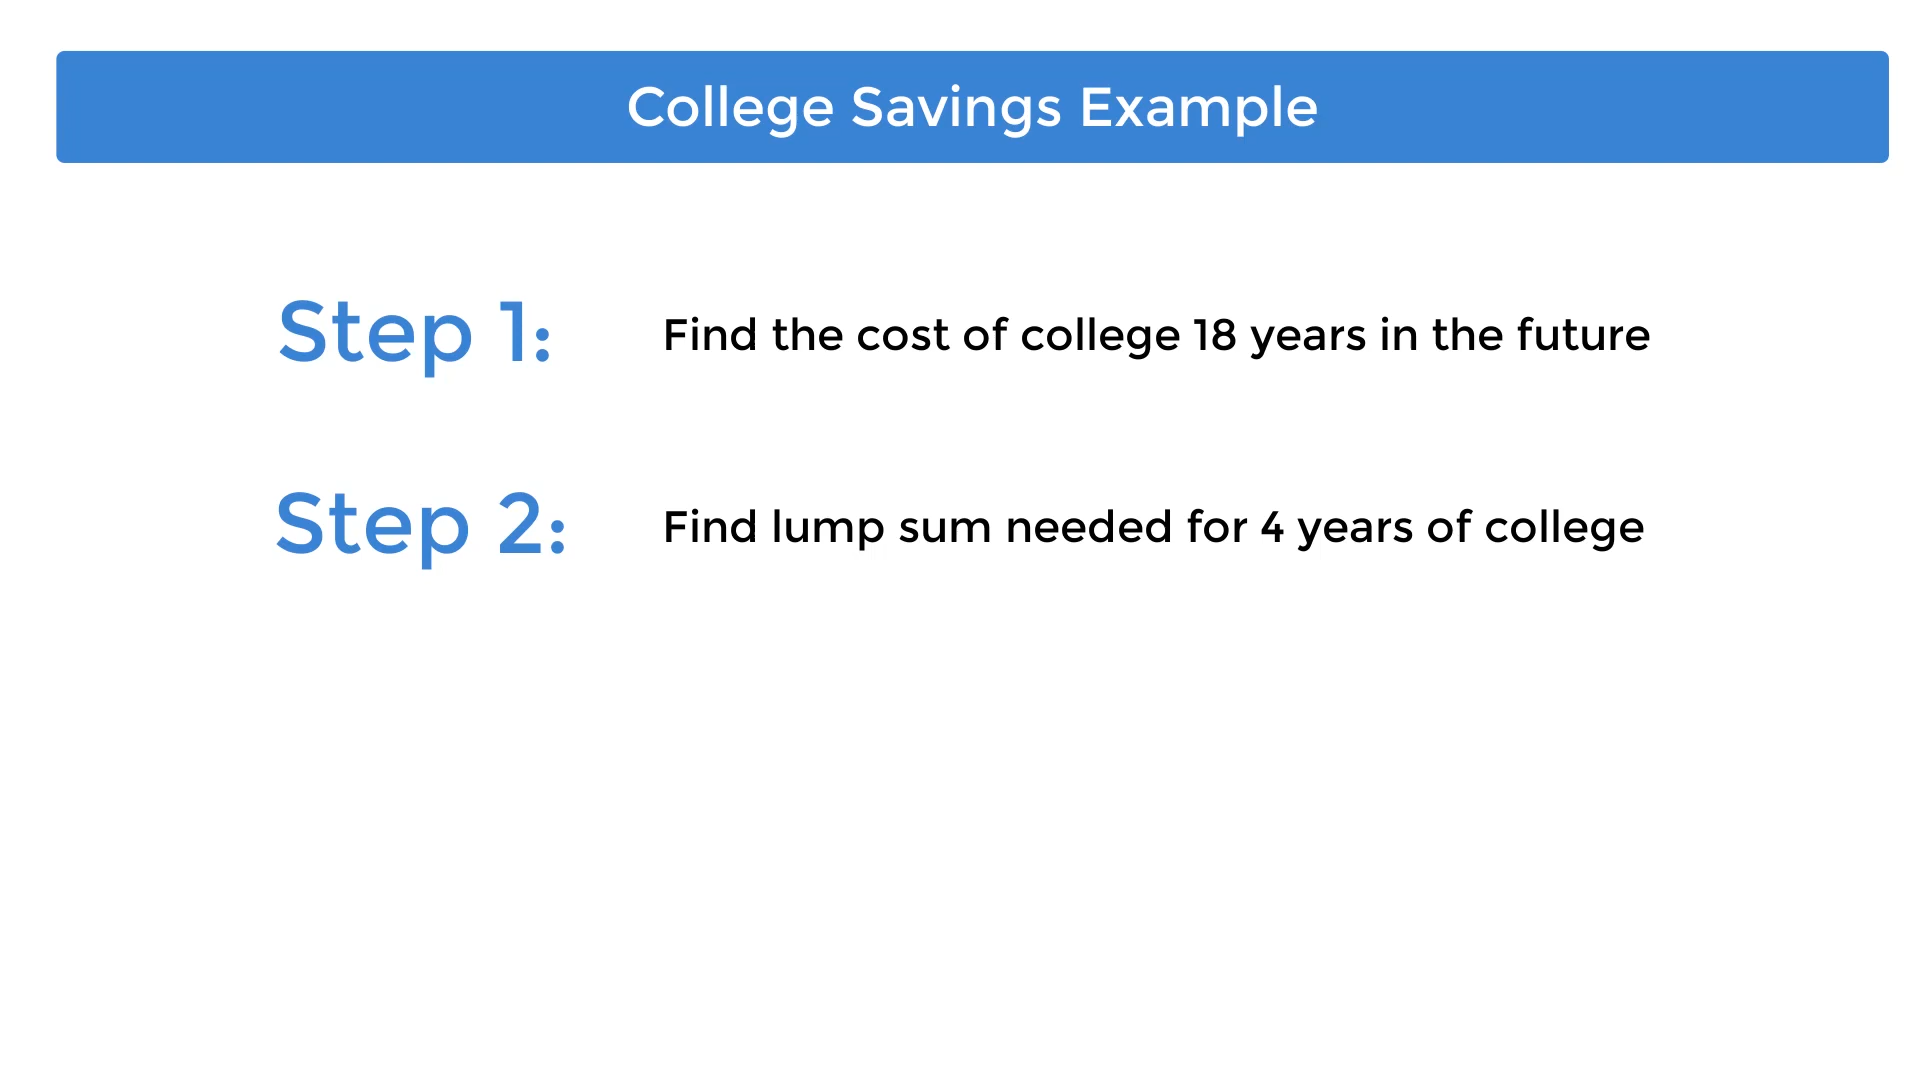 College Savings Example
Step 1: Find the cost of college 18 years in the future
Step 2: Find lump sum needed for 4 years of college